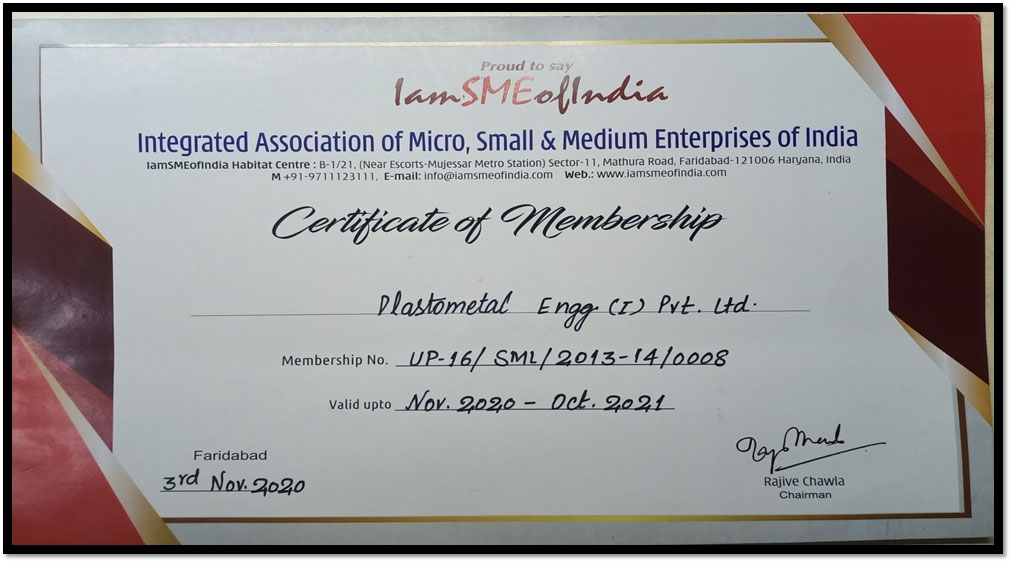 Proud to say
IamSMEofIndia
Integrated Association of Micro, Small & Medium Enterprises of India
IamSMEofIndia Habitat Centre : B-1/21, (Near Escorts-Mujessar Metro Station) Sector-11, Mathura Road, Faridabad-121006 Haryana, India
M +91-9711123111, E-mail: info@iamsmeofindia.com Web.: www.iamsmeofindia.com
Certificate of Membership
Plastometal Engg (I) Pvt. Ltd.
Membership No. UP-16/ SML/2013-14/0008
Valid upto Nov. 2020 - Oct. 2021
Faridabad
3rd Nov. 2020
Rajive Chawla
Chairman